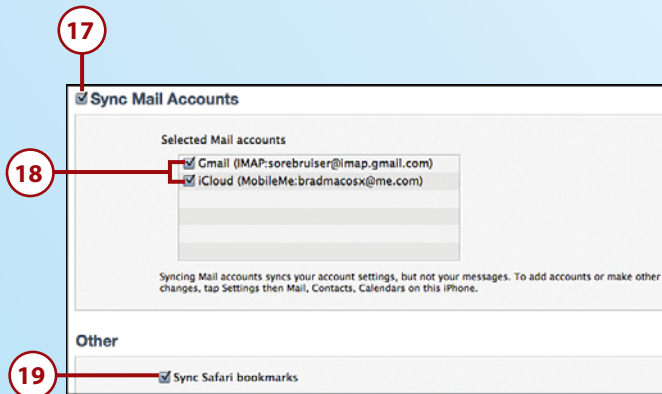 17
Sync Mail Accounts
Selected Mail accounts
18
Gmail (IMAP:sorebruiser@imap.gmail.com)
iCloud (MobileMe:bradmacosx@me.com)
Syncing Mail accounts syncs your account settings, but not your messages. To add accounts or make other
changes, tap Settings then Mail, Contacts, Calendars on this iPhone.
Other
19
Sync Safari bookmarks